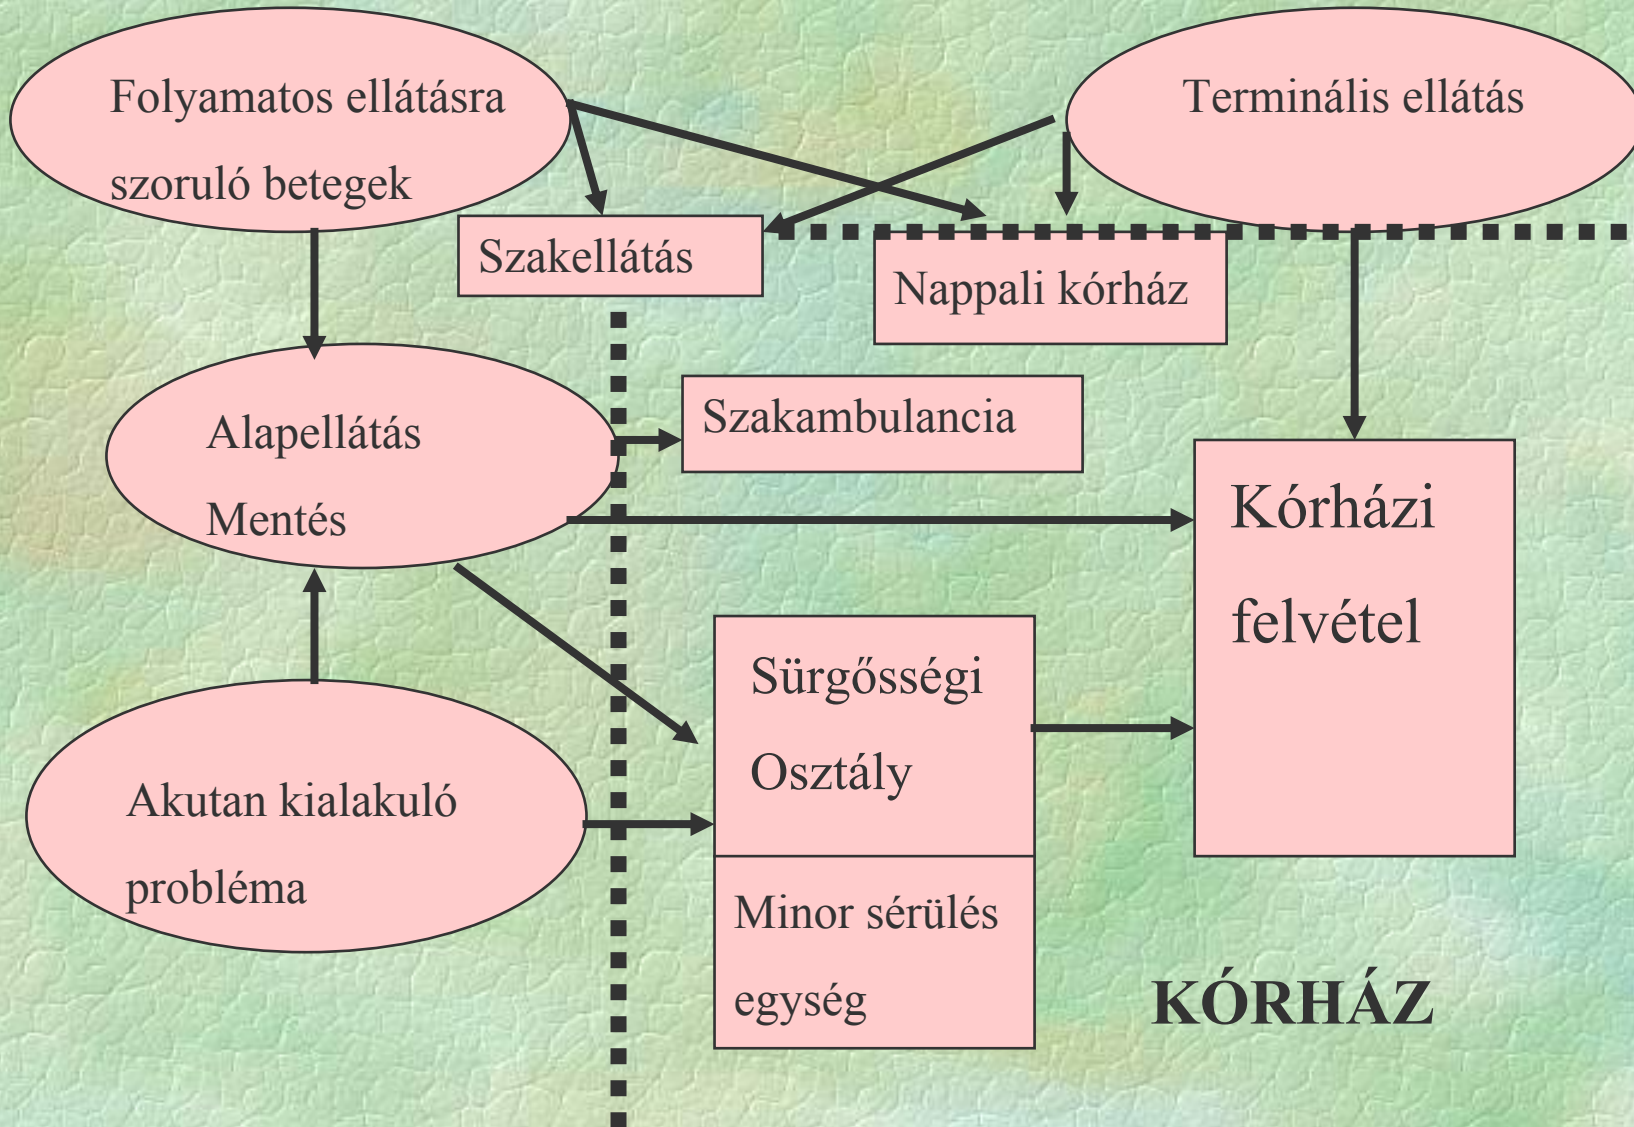 Folyamatos ellátásra
szoruló betegek
Terminális ellátás
Szakellátás
Nappali kórház
Alapellátás
Mentés
Szakambulancia
Kórházi
felvétel
Sürgősségi
Osztály
Akutan kialakuló
probléma
Minor sérülés
egység
KÓRHÁZ